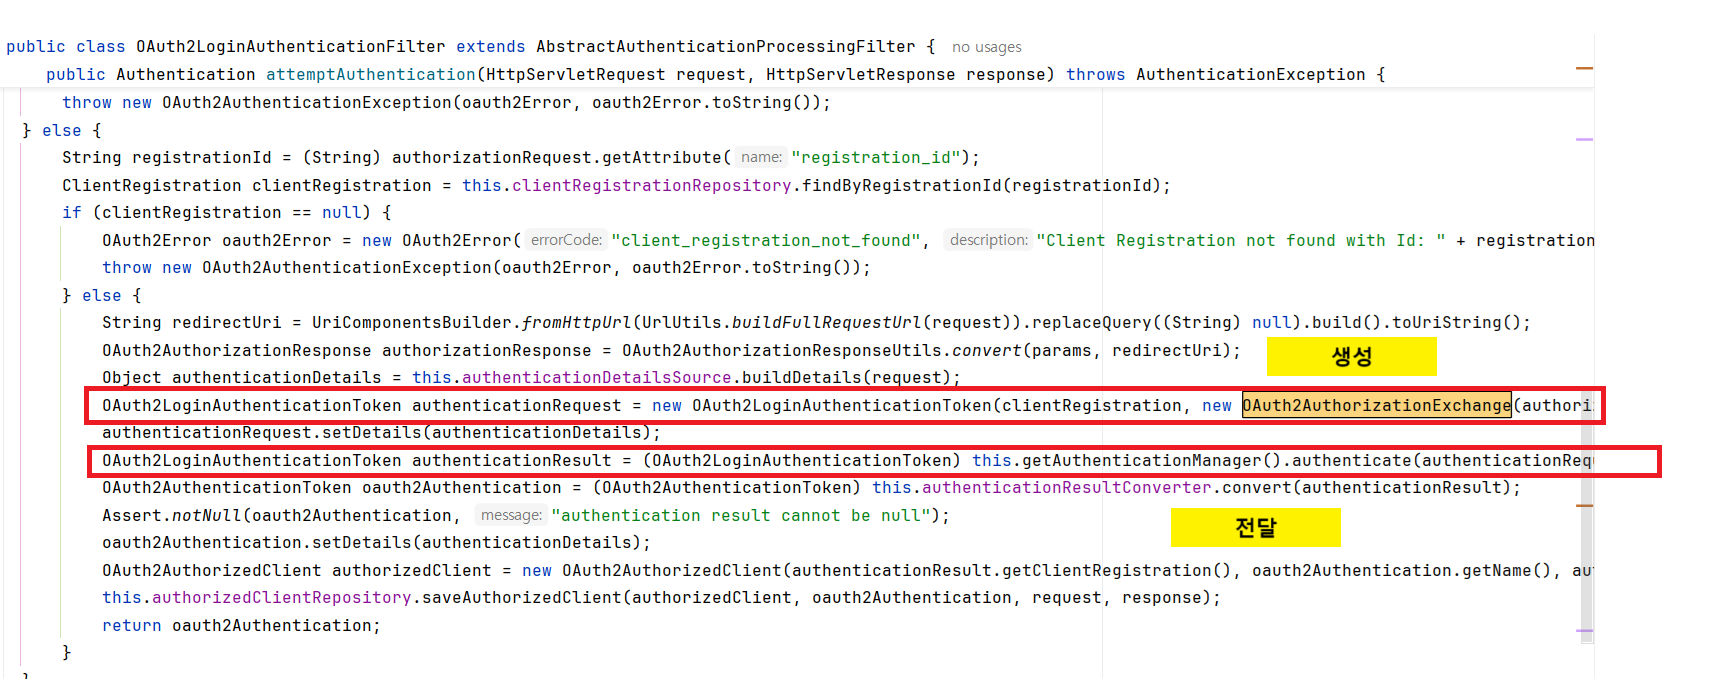 public class OAuth2LoginAuthenticationFilter extends AbstractAuthenticationProcessingFilter { no usages
public Authentication attemptAuthentication(HttpServletRequest request, HttpServletResponse response) throws AuthenticationException {
throw new OAuth2AuthenticationException(oauth2Error, oauth2Error.toString());
} else {
String registrationId = (String) authorizationRequest.getAttribute( name: "registration_id");
ClientRegistration clientRegistration = this.clientRegistrationRepository.findByRegistrationId(registrationId);
if (clientRegistration == null) {
OAuth2Error oauth2Error = new OAuth2Error( errorCode: "client_registration_not_found", description: "Client Registration not found with Id: " + registration
throw new OAuth2AuthenticationException(oauth2Error, oauth2Error.toString());
} else {
String redirectUri = UriComponentsBuilder.fromHttpUrl(UrlUtils.buildFullRequestUrl(request)).replaceQuery((String) null).build().toUriString();
OAuth2AuthorizationResponse authorizationResponse = OAuth2AuthorizationResponseUtils.convert(params, redirectUri);
생성
Object authenticationDetails = this.authenticationDetailsSource.buildDetails(request);
OAuth2LoginAuthenticationToken authenticationRequest = new OAuth2LoginAuthenticationToken(clientRegistration, new OAuth2AuthorizationExchange(authori
authenticationRequest.setDetails(authenticationDetails);
OAuth2LoginAuthenticationToken authenticationResult = (OAuth2LoginAuthenticationToken) this.getAuthenticationManager().authenticate(authenticationReq
OAuth2AuthenticationToken oauth2Authentication = (OAuth2AuthenticationToken) this.authenticationResultConverter.convert(authenticationResult);
Assert.notNull(oauth2Authentication, message: "authentication result cannot be null");
전달
oauth2Authentication.setDetails(authenticationDetails);
OAuth2AuthorizedClient authorizedClient = new OAuth2AuthorizedClient(authenticationResult.getClientRegistration(), oauth2Authentication.getName(), au
this.authorizedClientRepository.saveAuthorizedClient(authorizedClient, oauth2Authentication, request, response);
return oauth2Authentication;
}
}